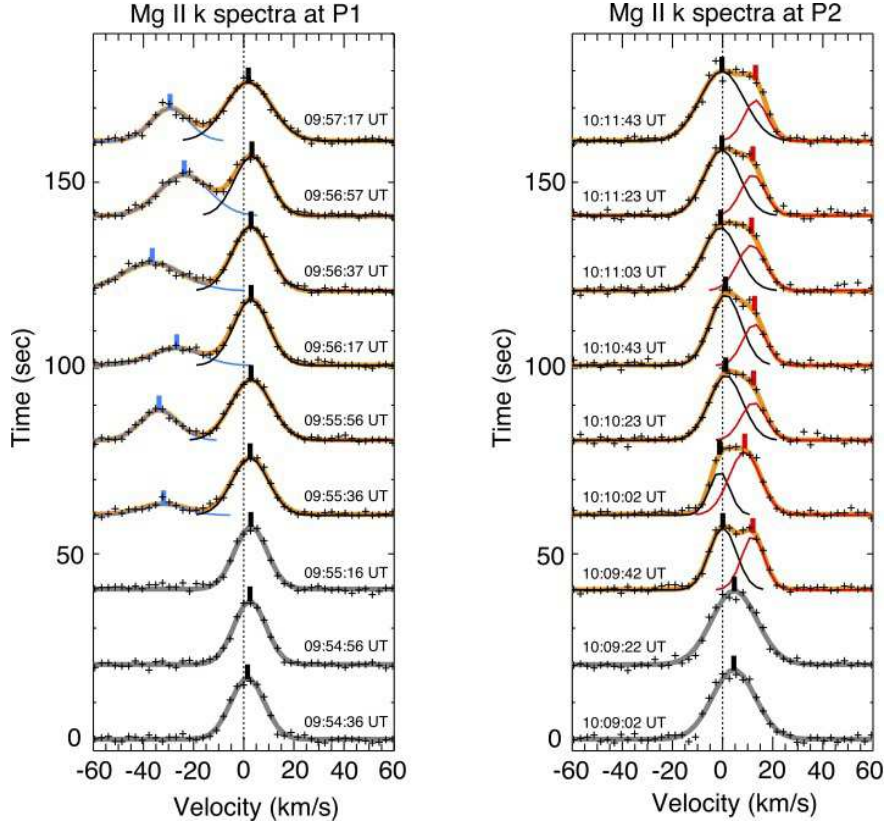 Mg II k spectra at P1
09:57:17 UT
09:56:57 UT
09:56:37 UT
09:56:17 UT
09:55:56 UT
09:55:36 UT
09:55:16 UT
09:54:56 UT
09:54:36 UT
150
100
50
0
Time (sec)
-60 -40 -20 0 20 40 60
Velocity (km/s)
Mg II k spectra at P2
10:11:43 UT
10:11:23 UT
10:11:03 UT
10:10:43 UT
10:10:23 UT
10:10:02 UT
10:09:42 UT
10:09:22 UT
10:09:02 UT
150
100
50
0
Time (sec)
-60 -40 -20 0 20 40 60
Velocity (km/s)